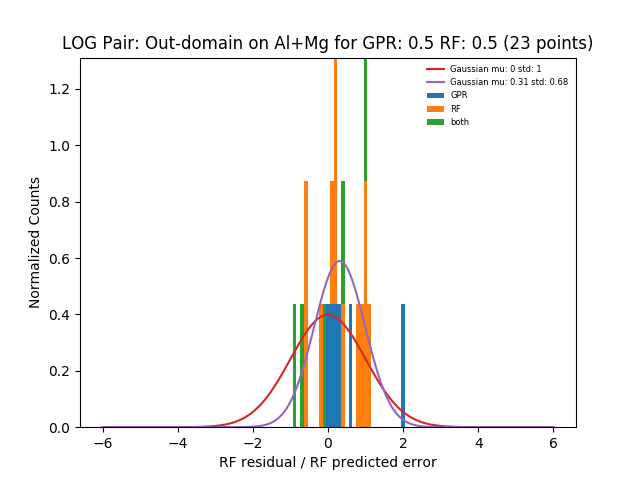 LOG Pair: Out-domain on Al+Mg for GPR: 0.5 RF: 0.5 (23 points)
Gaussian mu: 0 std: 1
Gaussian mu: 0.31 std: 0.68
GPR
RF
both
Normalized Counts
1.2
1.0
0.8
0.6
0.4
0.2
0.0
−6
−4
−2
0
2
4
6
RF residual / RF predicted error